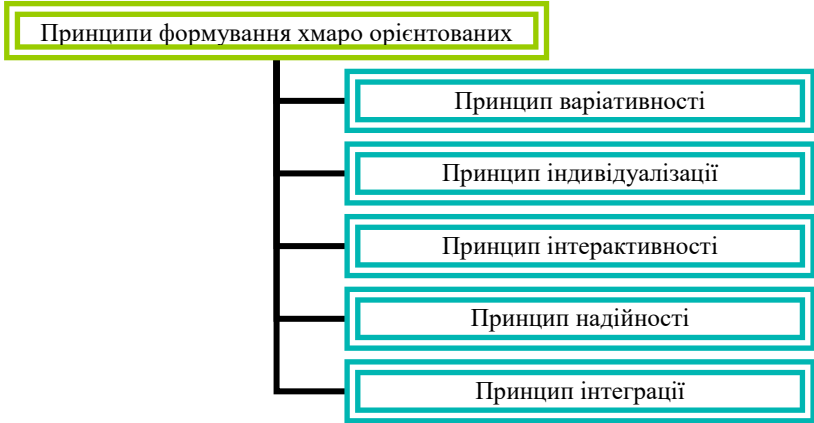 Принципи формування хмаро орієнтованих
Принцип варіативності
Принцип індивідуалізації
Принцип інтерактивності
Принцип надійності
Принцип інтеграції